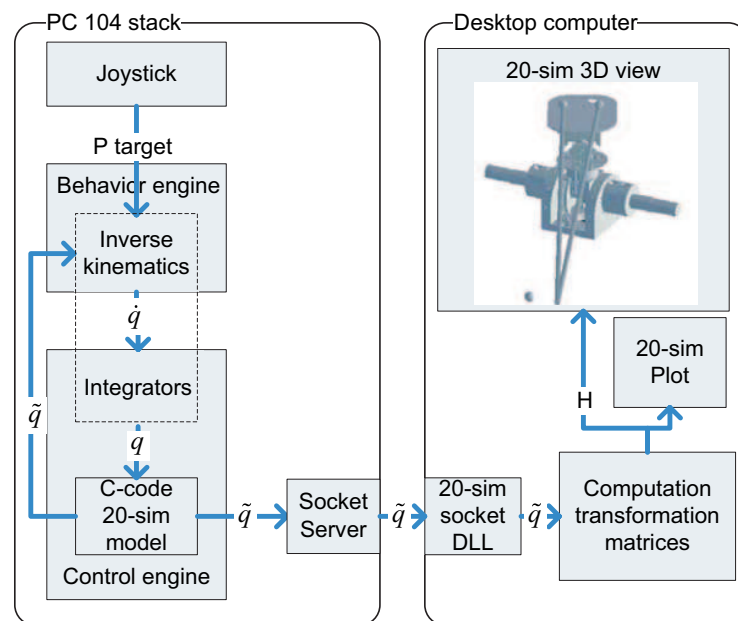 PC 104 stack
Joystick
P target
Behavior engine
Inverse
kinematics
q̇
Integrators
q̃
q
C-code
20-sim
model
Control engine
q̃
Socket
Server
q̃
Desktop computer
20-sim 3D view
20-sim
Plot
H
20-sim
socket
DLL
q̃
Computation
transformation
matrices